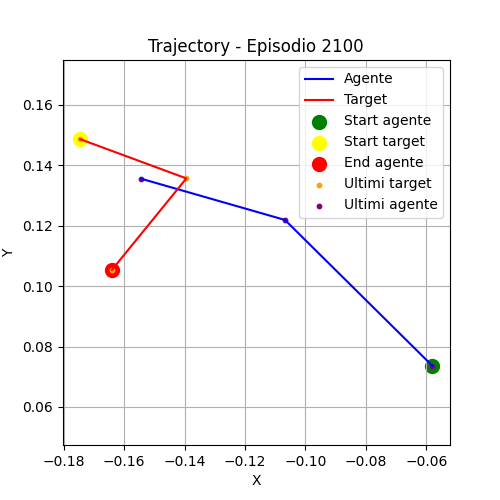 Trajectory - Episodio 2100
Agente
Target
Start agente
Start target
End agente
Ultimi target
Ultimi agente
0.16
0.14
0.12
0.10
0.08
0.06
Y
−0.18 −0.16 −0.14 −0.12 −0.10 −0.08 −0.06
X